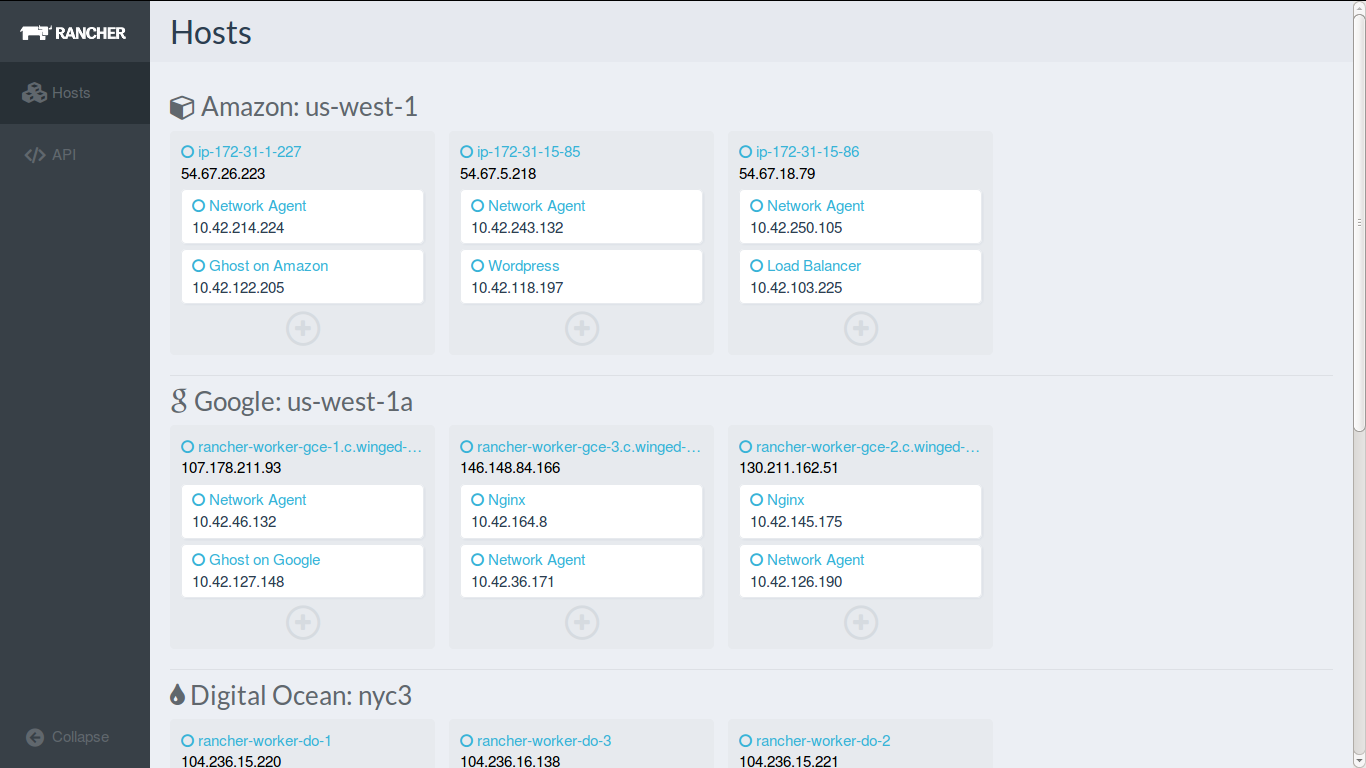 RANCHER
Hosts
API
Collapse
Hosts
Amazon: us-west-1
ip-172-31-1-227
54.67.26.223
Network Agent
10.42.214.224
Ghost on Amazon
10.42.122.205
ip-172-31-15-85
54.67.5.218
Network Agent
10.42.243.132
Wordpress
10.42.118.197
ip-172-31-15-86
54.67.18.79
Network Agent
10.42.250.105
Load Balancer
10.42.103.225
Google: us-west-1a
rancher-worker-gce-1.c.winged-...
107.178.211.93
Network Agent
10.42.46.132
Ghost on Google
10.42.127.148
rancher-worker-gce-3.c.winged-...
146.148.84.166
Nginx
10.42.164.8
Network Agent
10.42.36.171
rancher-worker-gce-2.c.winged-...
130.211.162.51
Nginx
10.42.145.175
Network Agent
10.42.126.190
Digital Ocean: nyc3
rancher-worker-do-1
104.236.15.220
rancher-worker-do-3
104.236.16.138
rancher-worker-do-2
104.236.15.221